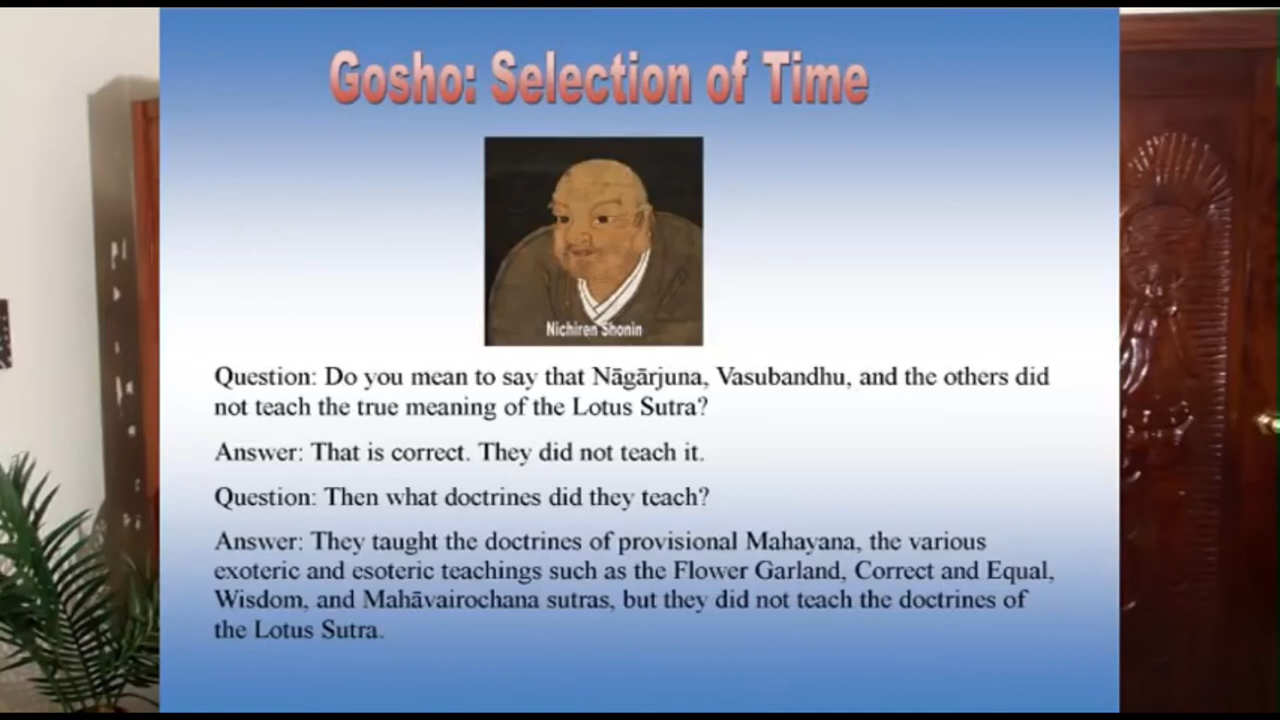 Gosho: Selection of Time
Nichiren Shonin
Question: Do you mean to say that Nāgārjuna, Vasubandhu, and the others did
not teach the true meaning of the Lotus Sutra?
Answer: That is correct. They did not teach it.
Question: Then what doctrines did they teach?
Answer: They taught the doctrines of provisional Mahayana, the various
exoteric and esoteric teachings such as the Flower Garland, Correct and Equal,
Wisdom, and Mahāvairochana sutras, but they did not teach the doctrines of
the Lotus Sutra.